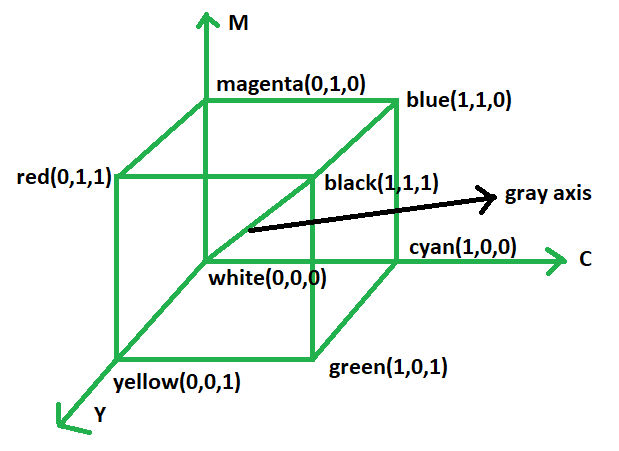 M
magenta(0,1,0)
blue(1,1,0)
red(0,1,1)
black(1,1,1)
gray axis
cyan(1,0,0)
C
white(0,0,0)
green(1,0,1)
yellow(0,0,1)
Y